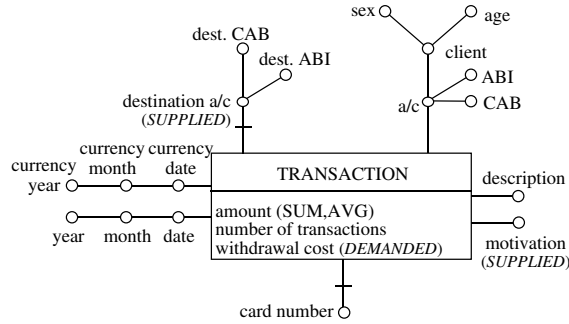 sex
age
dest. CAB
client
dest. ABI
ABI
destination a/c
(SUPPLIED)
a/c
CAB
currency currency
currency month date
year
TRANSACTION
description
amount (SUM,AVG)
number of transactions
withdrawal cost (DEMANDED)
year month date
motivation
(SUPPLIED)
card number